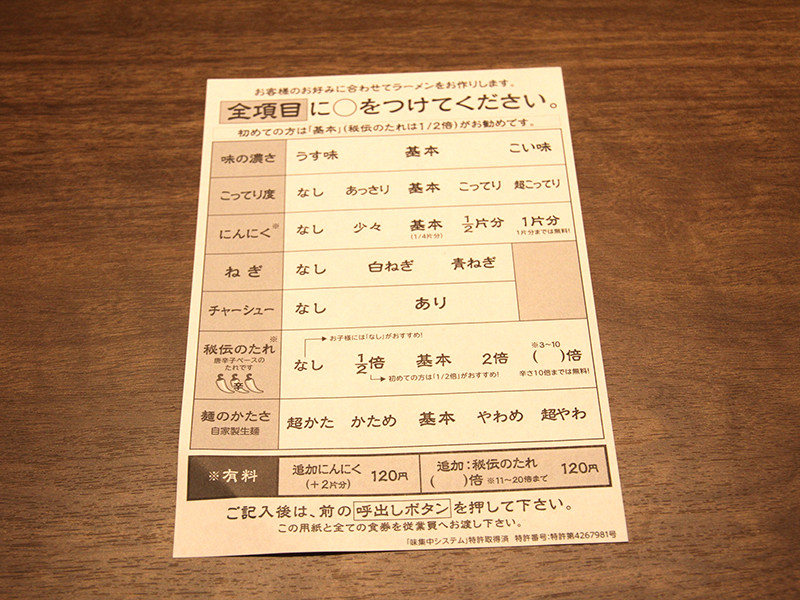 お客様のお好みに合わせてラーメンをお作りします。
全項目に○をつけてください。
初めての方は「基本」(秘伝のたれは1/2倍)がお勧めです。
味の濃さ うす味 基本 こい味
こってり度 なし あっさり 基本 こってり 超こってり
にんにく※ なし 少々 基本 1/2片分 1片分
(1/4片分) 1片分までは無料!
ねぎ なし 白ねぎ 青ねぎ
チャーシュー なし あり
お子様には「なし」がおすすめ!
秘伝のたれ※ なし 1/2倍 基本 2倍 ※3~10 ( )倍
唐辛子ベースの
たれです
辛
初めての方は「1/2倍」がおすすめ! 辛さ10倍までは無料!
麺のかたさ 超かた かため 基本 やわめ 超やわ
自家製生麺
※有料 追加にんにく 120円 追加:秘伝のたれ 120円
(+2片分) ( )倍 ※11~20倍まで
ご記入後は、前の呼出しボタンを押して下さい。
この用紙と全ての食券を従業員へお渡し下さい。
「味集中システム」特許取得済 特許番号:特許第4267981号